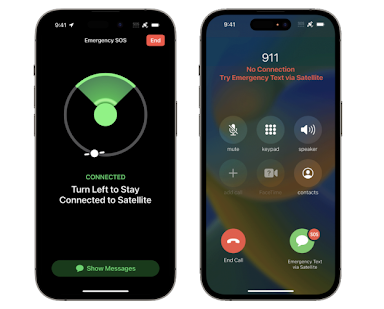 9:41
Emergency SOS
End
CONNECTED
Turn Left to Stay
Connected to Satellite
Show Messages
9:41
911
No Connection
Try Emergency Text via Satellite
mute
keypad
speaker
add call
FaceTime
contacts
End Call
SOS
Emergency Text
via Satellite